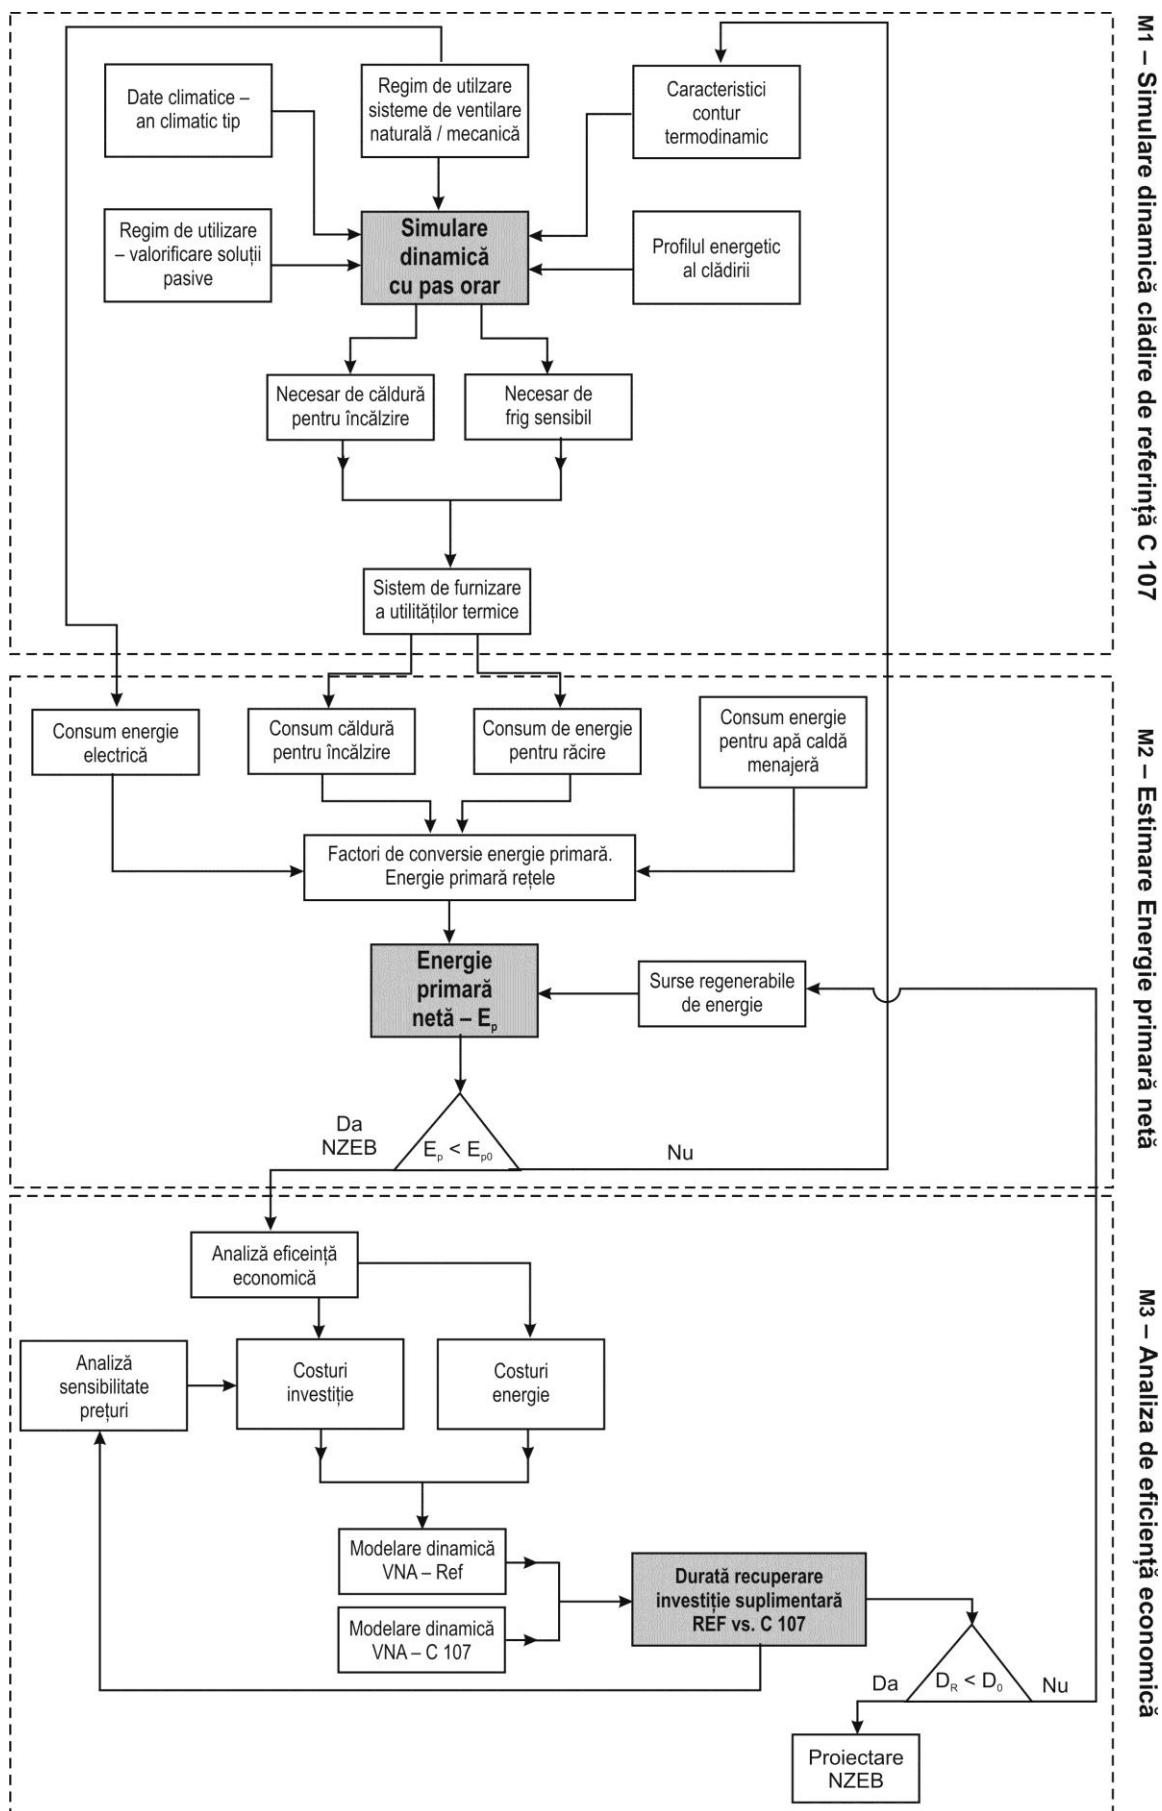 M1 – Simulare dinamică clădire de referință C 107
Date climatice –
an climatic tip
Regim de utilzare
sisteme de ventilare
naturală / mecanică
Caracteristici
contur
termodinamic
Regim de utilizare
– valorificare soluții
pasive
Simulare
dinamică
cu pas orar
Profilul energetic
al clădirii
Necesar de căldură
pentru încălzire
Necesar de
frig sensibil
Sistem de furnizare
a utilităților termice
M2 – Estimare Energie primară netă
Consum energie
electrică
Consum căldură
pentru încălzire
Consum de energie
pentru răcire
Consum energie
pentru apă caldă
menajeră
Factori de conversie energie primară.
Energie primară rețele
Energie
primară
netă – Ep
Surse regenerabile
de energie
Da
NZEB
Ep < Ep0
Nu
M3 – Analiza de eficiență economică
Analiză eficeință
economică
Analiză
sensibilitate
prețuri
Costuri
investiție
Costuri
energie
Modelare dinamică
VNA – Ref
Modelare dinamică
VNA – C 107
Durată recuperare
investiție suplimentară
REF vs. C 107
Da
DR < D0
Nu
Proiectare
NZEB